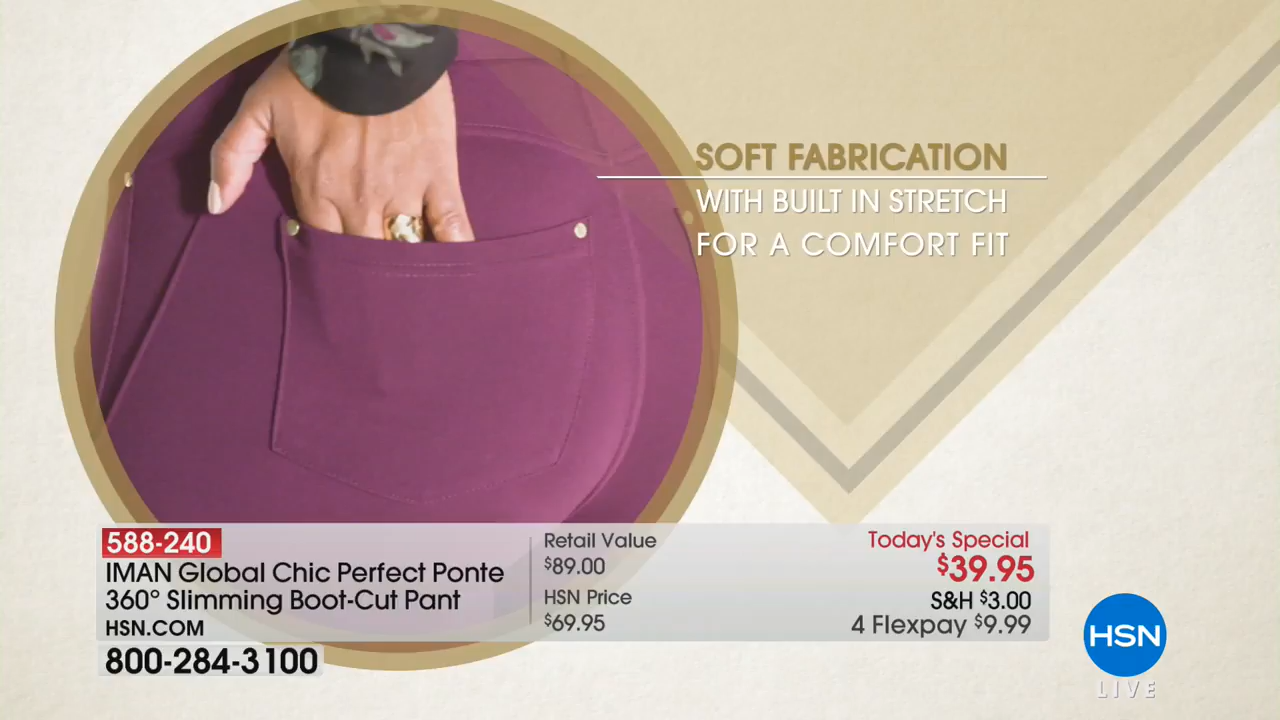 SOFT FABRICATION
WITH BUILT IN STRETCH
FOR A COMFORT FIT
588-240
IMAN Global Chic Perfect Ponte
360° Slimming Boot-Cut Pant
HSN.COM
800-284-3100
Retail Value
$89.00
HSN Price
$69.95
Today's Special
$39.95
S&H $3.00
4 Flexpay $9.99
HSN
LIVE